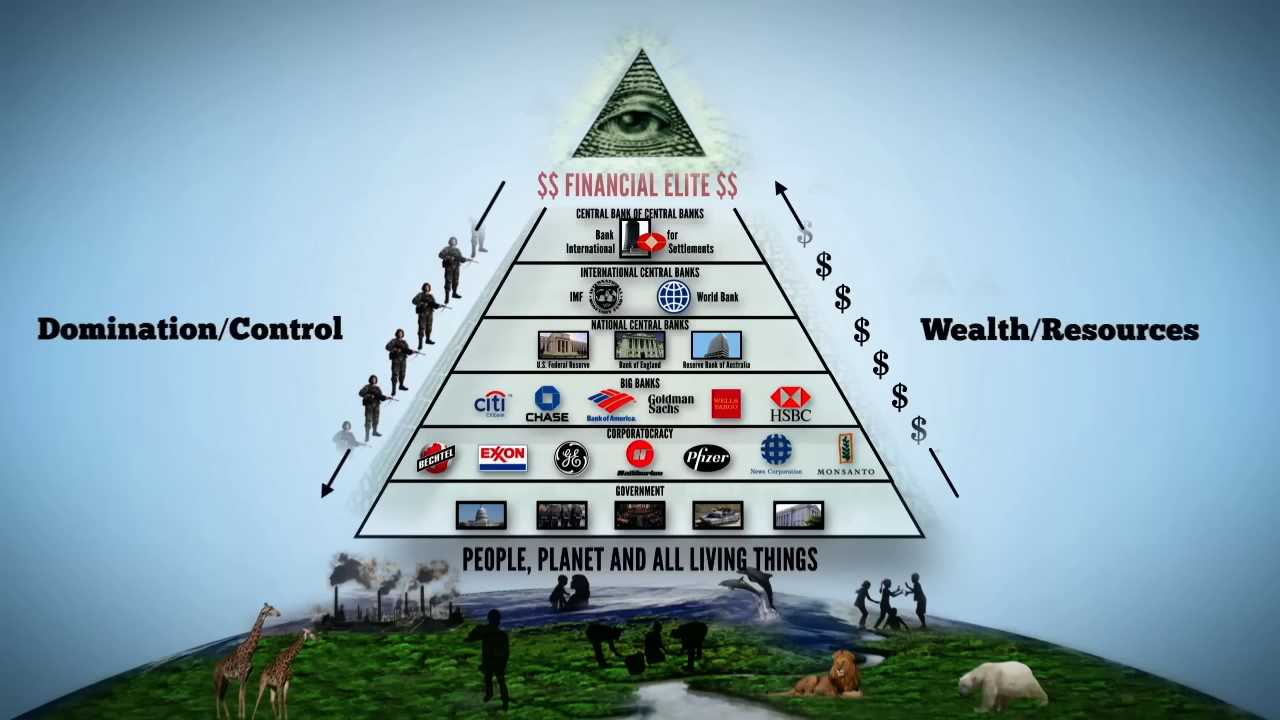 $$ FINANCIAL ELITE $$
CENTRAL BANK OF CENTRAL BANKS
Bank for
International Settlements
INTERNATIONAL CENTRAL BANKS
IMF World Bank
NATIONAL CENTRAL BANKS
U.S. Federal Reserve Bank of England Reserve Bank of Australia
Domination/Control
Wealth/Resources
$
$
$
$
$
$
$
BIG BANKS
citi
Citibank
CHASE
Bank of America
Goldman
Sachs
WELLS
FARGO
HSBC
CORPORATOCRACY
BECHTEL
EXXON
GE
H
Halliburton
Pfizer
News Corporation
MONSANTO
GOVERNMENT
PEOPLE, PLANET AND ALL LIVING THINGS